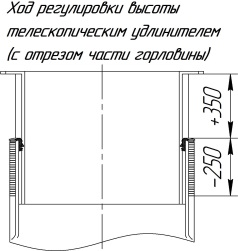 Ход регулировки высоты
телескопическим удлинителем
(с отрезом части горловины)
+350
-250